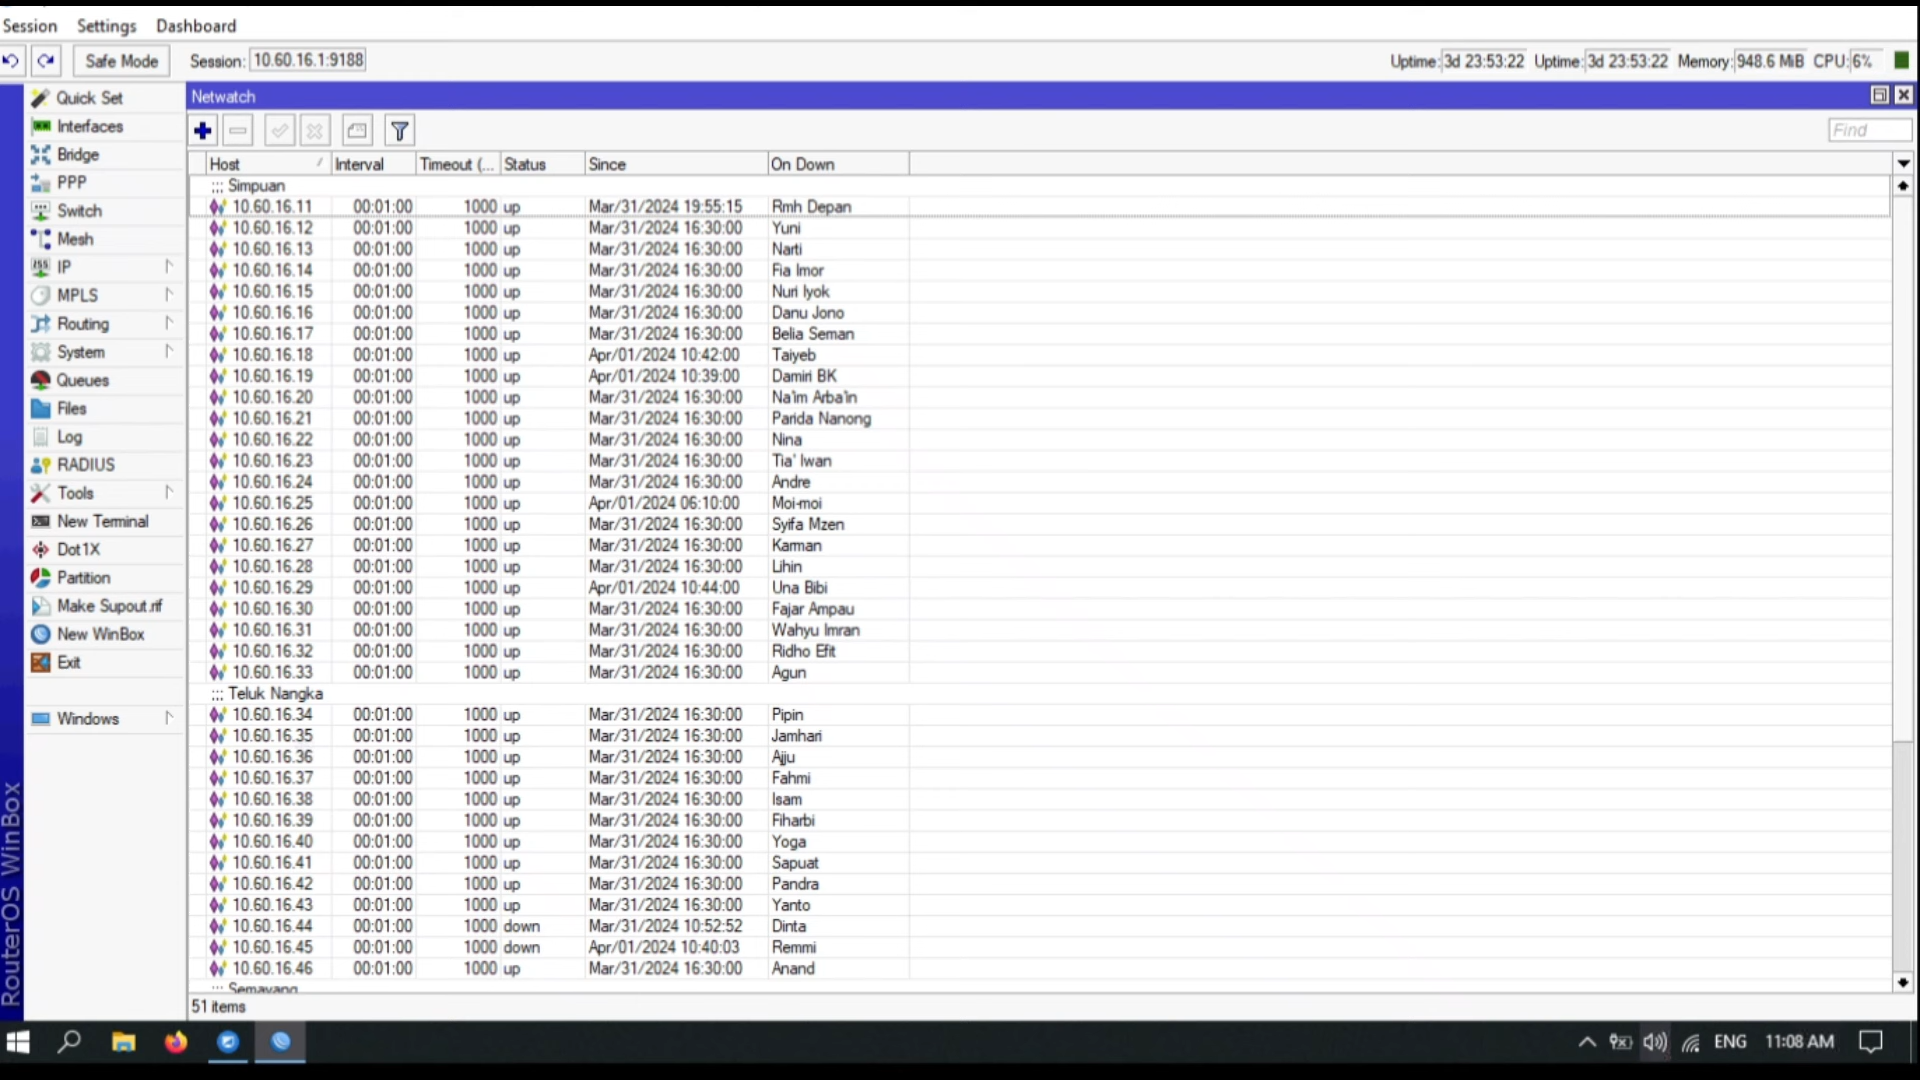 Session Settings Dashboard
Safe Mode Session: 10.60.16.1:9188 Uptime: 3d 23:53:22 Uptime: 3d 23:53:22 Memory: 948.6 MiB CPU: 6%
Quick Set
Interfaces
Bridge
PPP
Switch
Mesh
IP
MPLS
Routing
System
Queues
Files
Log
RADIUS
Tools
New Terminal
Dot1X
Partition
Make Supout.rif
New WinBox
Exit
Windows
RouterOS WinBox
Netwatch
Find
Host Interval Timeout (... Status Since On Down
::: Simpuan
10.60.16.11 00:01:00 1000 up Mar/31/2024 19:55:15 Rmh Depan
10.60.16.12 00:01:00 1000 up Mar/31/2024 16:30:00 Yuni
10.60.16.13 00:01:00 1000 up Mar/31/2024 16:30:00 Narti
10.60.16.14 00:01:00 1000 up Mar/31/2024 16:30:00 Fia Imor
10.60.16.15 00:01:00 1000 up Mar/31/2024 16:30:00 Nuri Iyok
10.60.16.16 00:01:00 1000 up Mar/31/2024 16:30:00 Danu Jono
10.60.16.17 00:01:00 1000 up Mar/31/2024 16:30:00 Belia Seman
10.60.16.18 00:01:00 1000 up Apr/01/2024 10:42:00 Taiyeb
10.60.16.19 00:01:00 1000 up Apr/01/2024 10:39:00 Damiri BK
10.60.16.20 00:01:00 1000 up Mar/31/2024 16:30:00 Na'im Arba'in
10.60.16.21 00:01:00 1000 up Mar/31/2024 16:30:00 Parida Nanong
10.60.16.22 00:01:00 1000 up Mar/31/2024 16:30:00 Nina
10.60.16.23 00:01:00 1000 up Mar/31/2024 16:30:00 Tia' Iwan
10.60.16.24 00:01:00 1000 up Mar/31/2024 16:30:00 Andre
10.60.16.25 00:01:00 1000 up Apr/01/2024 06:10:00 Moi-moi
10.60.16.26 00:01:00 1000 up Mar/31/2024 16:30:00 Syifa Mzen
10.60.16.27 00:01:00 1000 up Mar/31/2024 16:30:00 Karman
10.60.16.28 00:01:00 1000 up Mar/31/2024 16:30:00 Lihin
10.60.16.29 00:01:00 1000 up Apr/01/2024 10:44:00 Una Bibi
10.60.16.30 00:01:00 1000 up Mar/31/2024 16:30:00 Fajar Ampau
10.60.16.31 00:01:00 1000 up Mar/31/2024 16:30:00 Wahyu Imran
10.60.16.32 00:01:00 1000 up Mar/31/2024 16:30:00 Ridho Efit
10.60.16.33 00:01:00 1000 up Mar/31/2024 16:30:00 Agun
::: Teluk Nangka
10.60.16.34 00:01:00 1000 up Mar/31/2024 16:30:00 Pipin
10.60.16.35 00:01:00 1000 up Mar/31/2024 16:30:00 Jamhari
10.60.16.36 00:01:00 1000 up Mar/31/2024 16:30:00 Ajju
10.60.16.37 00:01:00 1000 up Mar/31/2024 16:30:00 Fahmi
10.60.16.38 00:01:00 1000 up Mar/31/2024 16:30:00 Isam
10.60.16.39 00:01:00 1000 up Mar/31/2024 16:30:00 Fiharbi
10.60.16.40 00:01:00 1000 up Mar/31/2024 16:30:00 Yoga
10.60.16.41 00:01:00 1000 up Mar/31/2024 16:30:00 Sapuat
10.60.16.42 00:01:00 1000 up Mar/31/2024 16:30:00 Pandra
10.60.16.43 00:01:00 1000 up Mar/31/2024 16:30:00 Yanto
10.60.16.44 00:01:00 1000 down Mar/31/2024 10:52:52 Dinta
10.60.16.45 00:01:00 1000 down Apr/01/2024 10:40:03 Remmi
10.60.16.46 00:01:00 1000 up Mar/31/2024 16:30:00 Anand
::: Semayang
51 items
ENG 11:08 AM